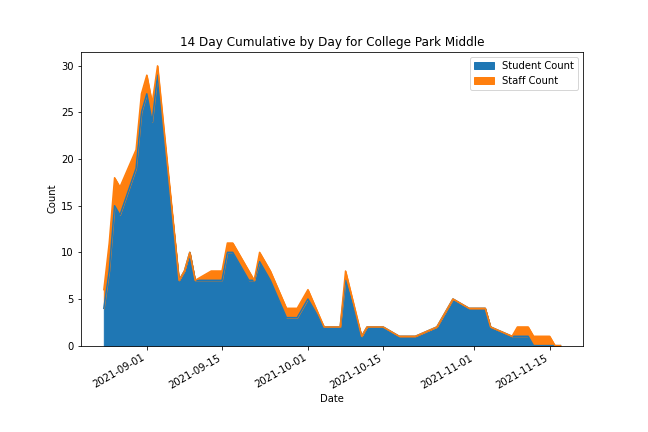 14 Day Cumulative by Day for College Park Middle
Student Count
Staff Count
30
25
20
15
10
5
0
Count
2021-09-01
2021-09-15
2021-10-01
2021-10-15
2021-11-01
2021-11-15
Date